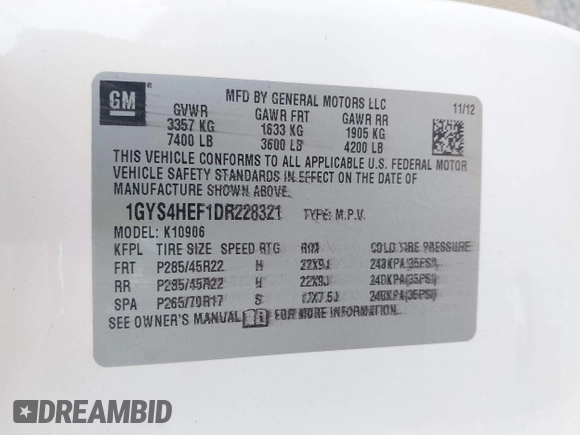 GM ®
MFD BY GENERAL MOTORS LLC
11/12
GVWR GAWR FRT GAWR RR
3357 KG 1633 KG 1905 KG
7400 LB 3600 LB 4200 LB
THIS VEHICLE CONFORMS TO ALL APPLICABLE U.S. FEDERAL MOTOR
VEHICLE SAFETY STANDARDS IN EFFECT ON THE DATE OF
MANUFACTURE SHOWN ABOVE.
1GYS4HEF1DR228321 TYPE: M.P.V.
MODEL: K10906
KFPL TIRE SIZE SPEED RTG RIM COLD TIRE PRESSURE
FRT P285/45R22 H 22X9J 240KPA(35PSI)
RR P285/45R22 H 22X9J 240KPA(35PSI)
SPA P265/70R17 S 17X7.5J 240KPA(35PSI)
SEE OWNER'S MANUAL FOR MORE INFORMATION.
DREAMBID